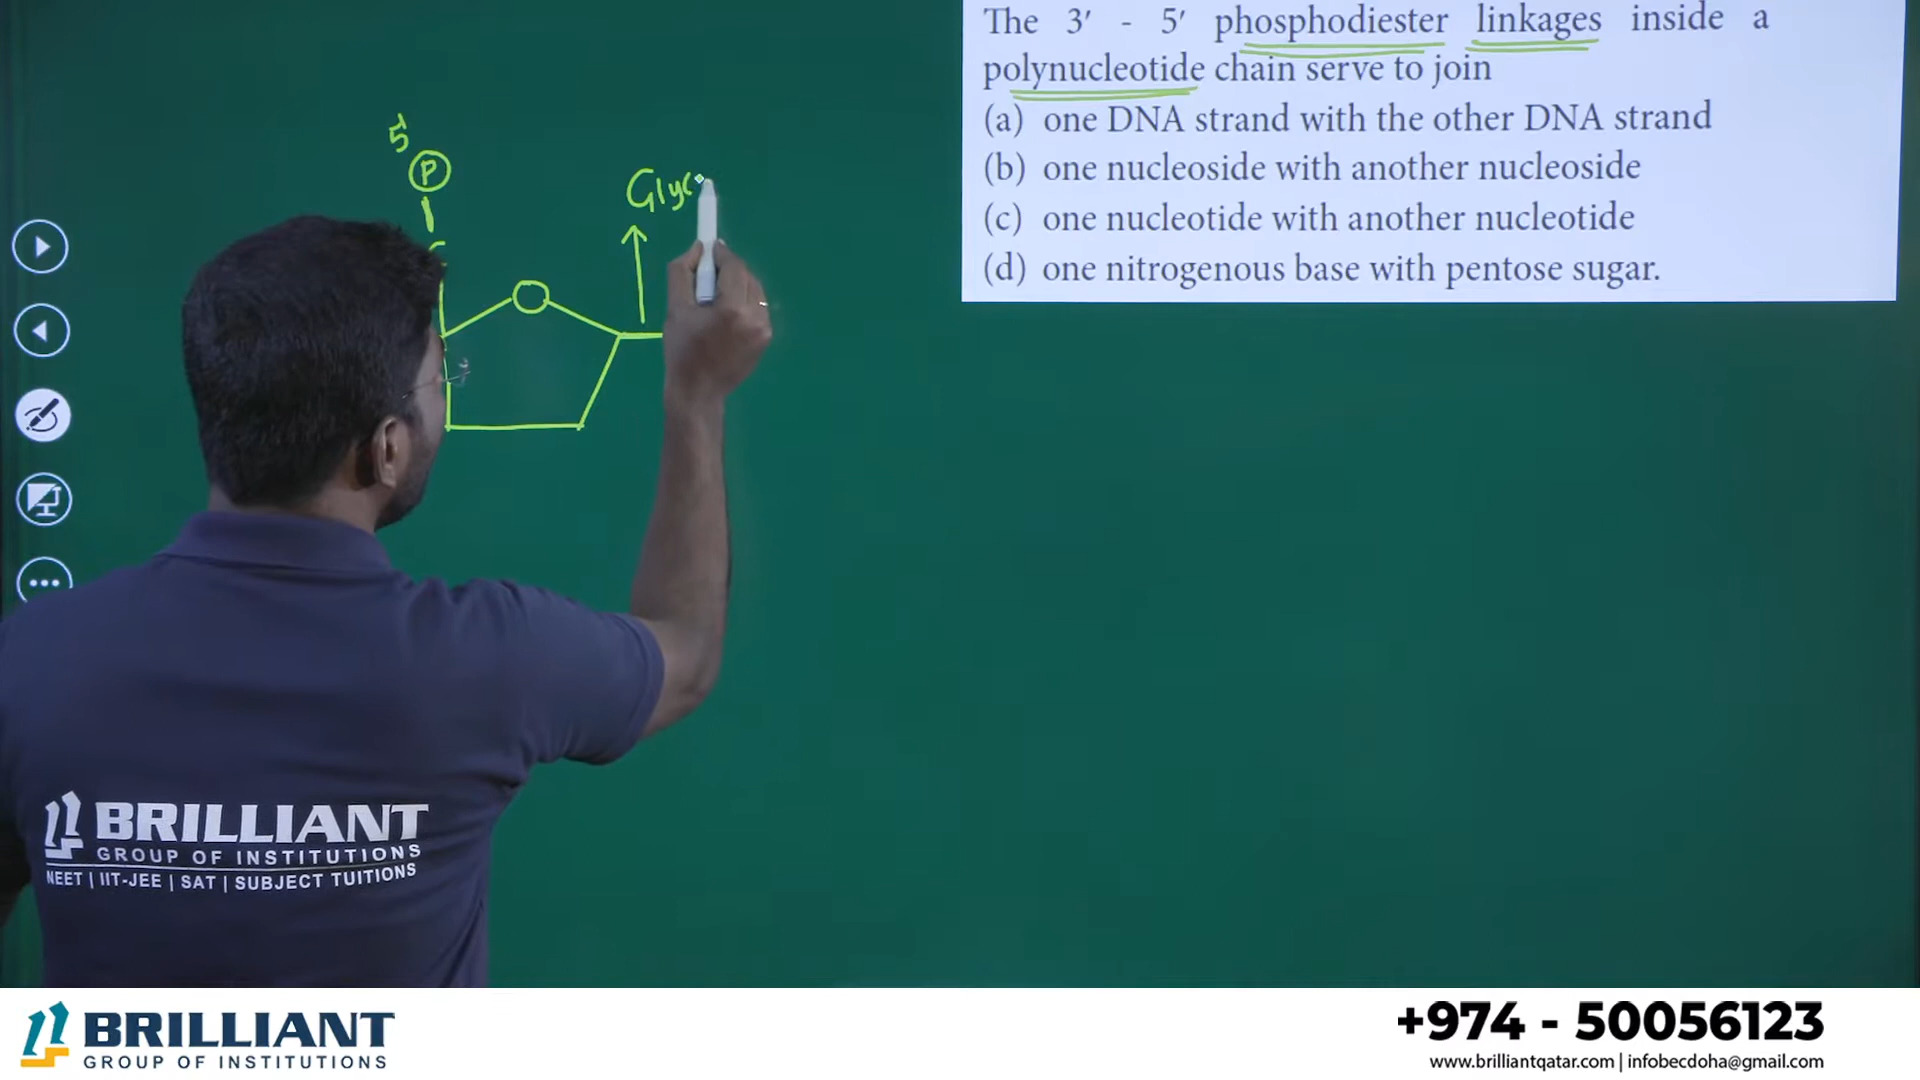 The 3′ - 5′ phosphodiester linkages inside a
polynucleotide chain serve to join
(a) one DNA strand with the other DNA strand
(b) one nucleoside with another nucleoside
(c) one nucleotide with another nucleotide
(d) one nitrogenous base with pentose sugar.
5
P
Glyc
BRILLIANT
GROUP OF INSTITUTIONS
NEET | IIT-JEE | SAT | SUBJECT TUITIONS
BRILLIANT
GROUP OF INSTITUTIONS
+974 - 50056123
www.brilliantqatar.com | infobecdoha@gmail.com